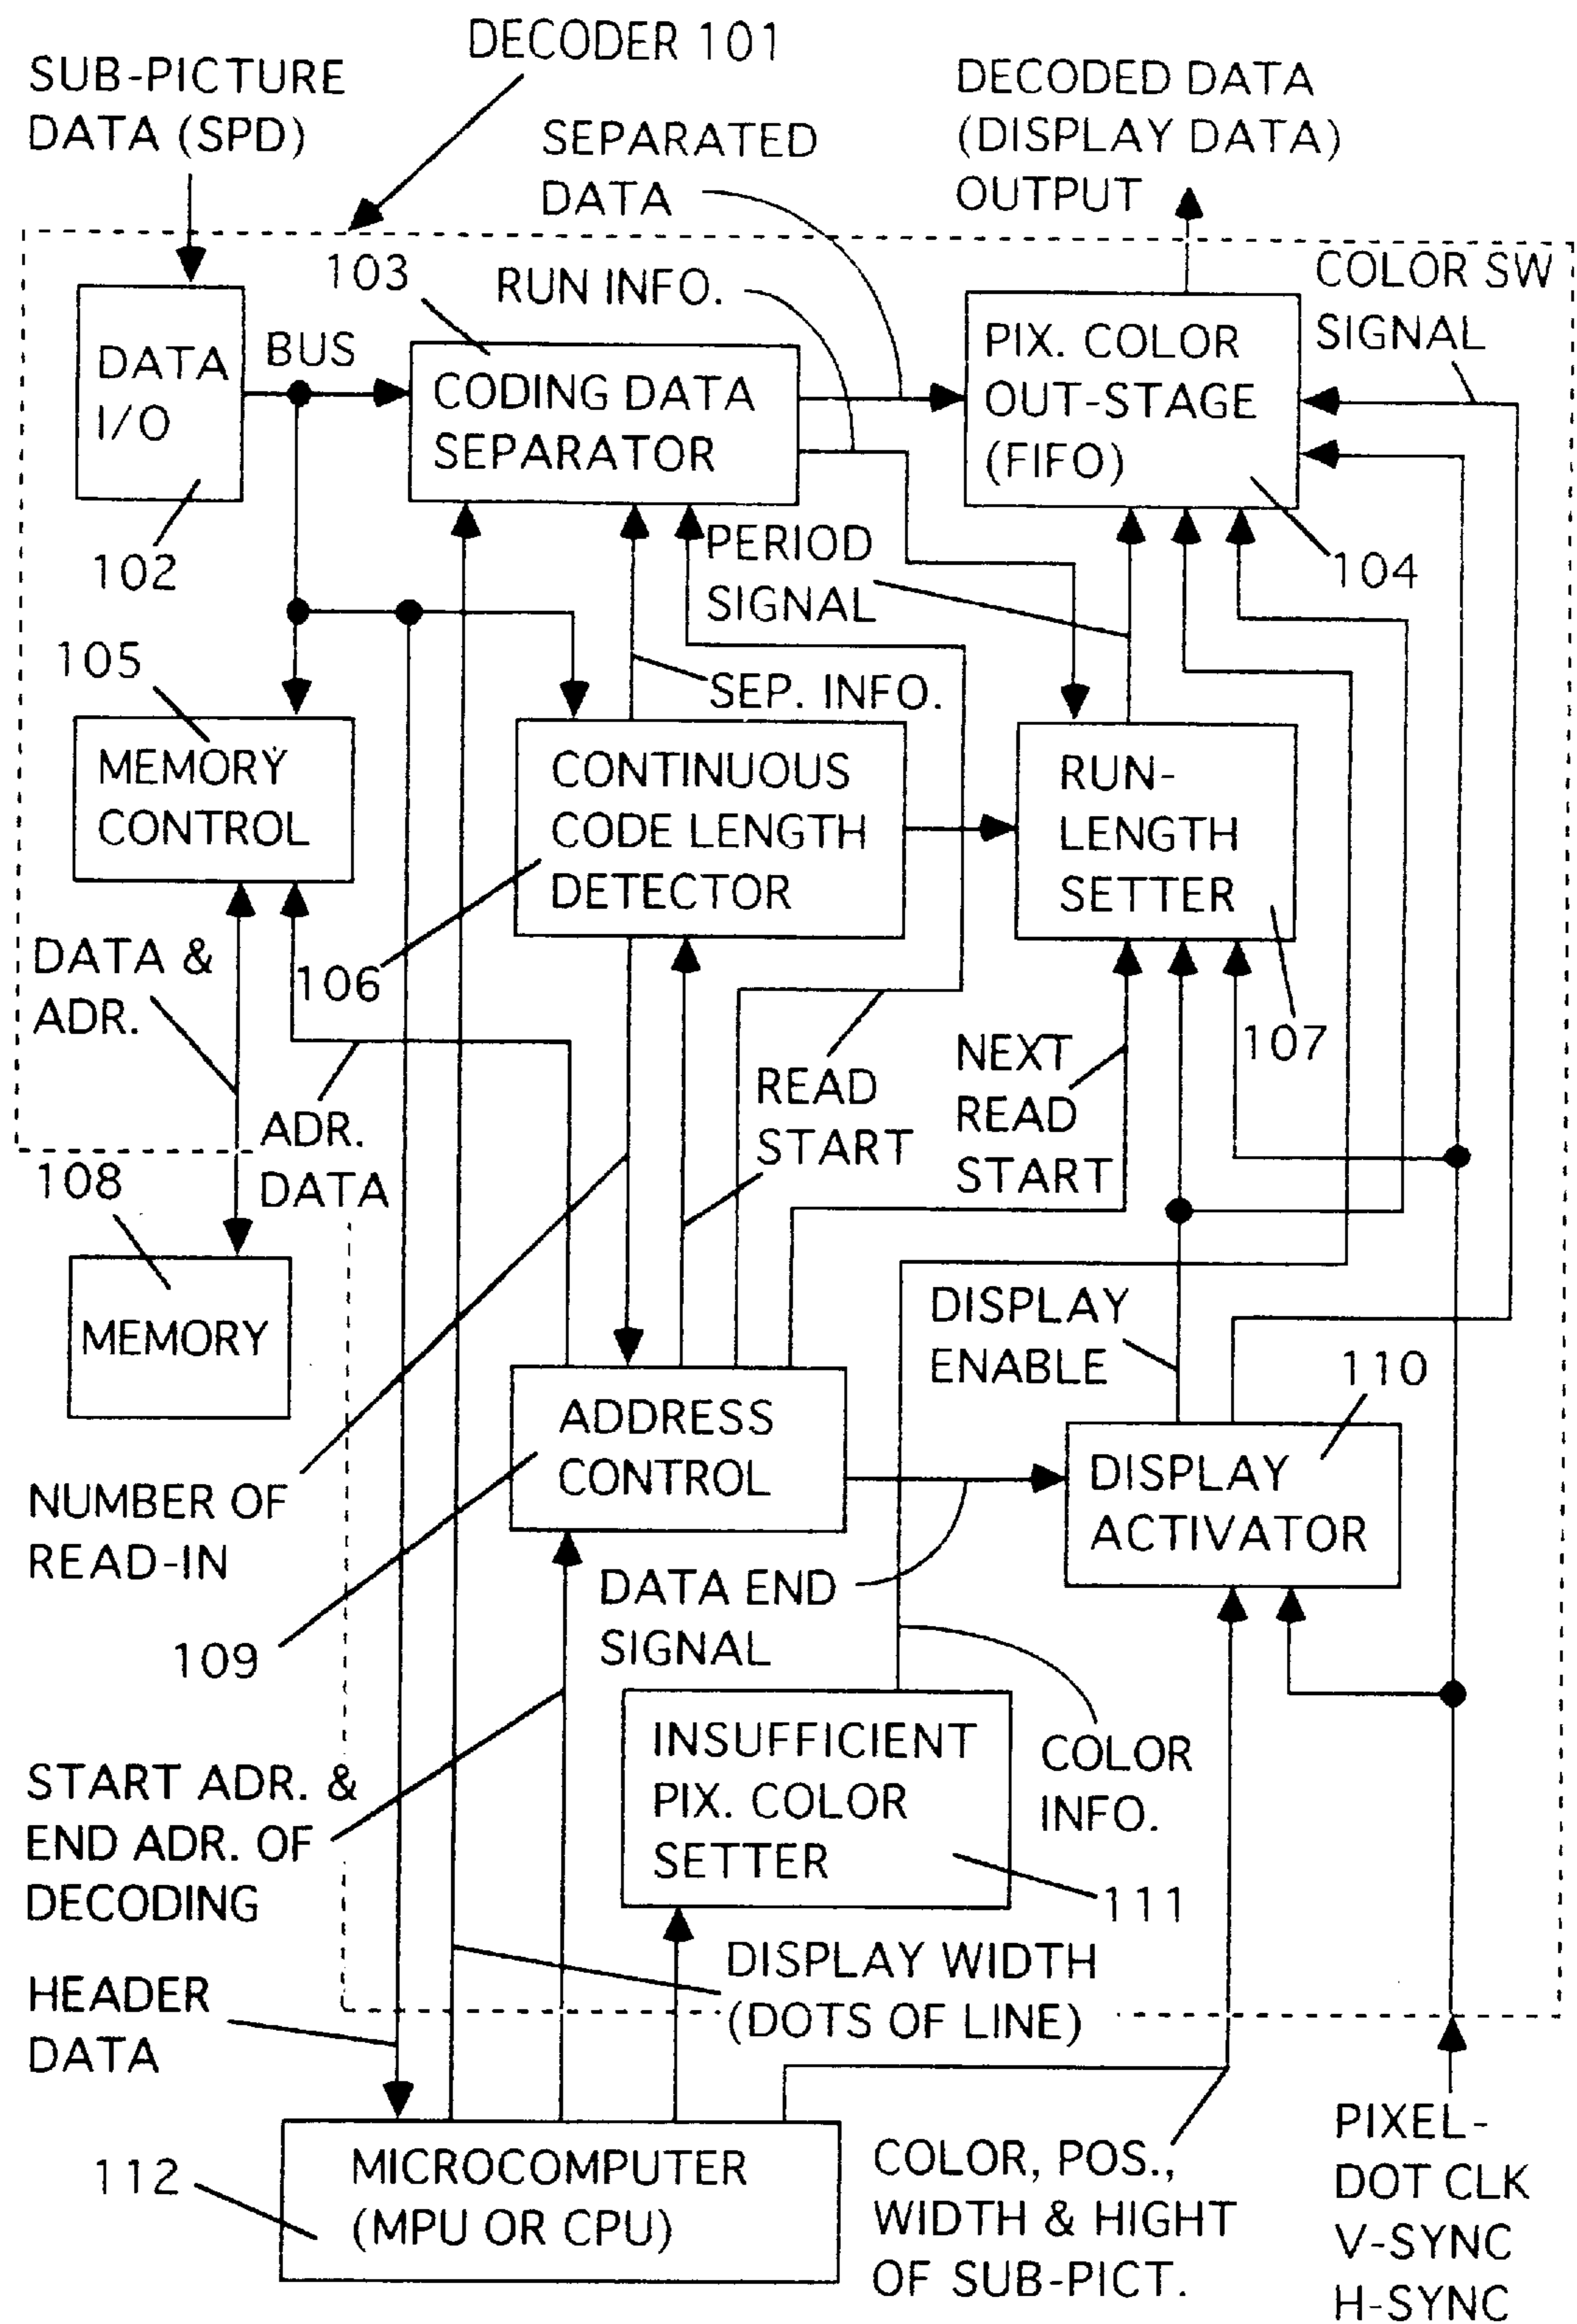 DECODER 101
SUB-PICTURE
DATA (SPD)
SEPARATED
DATA
DECODED DATA
(DISPLAY DATA)
OUTPUT
103
RUN INFO.
COLOR SW
SIGNAL
DATA
I/O
BUS
CODING DATA
SEPARATOR
PIX. COLOR
OUT-STAGE
(FIFO)
102
PERIOD
SIGNAL
104
105
SEP. INFO.
MEMORY
CONTROL
CONTINUOUS
CODE LENGTH
DETECTOR
RUN-
LENGTH
SETTER
DATA &
ADR.
106
107
NEXT
READ
START
READ
START
ADR.
DATA
108
MEMORY
DISPLAY
ENABLE
110
ADDRESS
CONTROL
DISPLAY
ACTIVATOR
NUMBER OF
READ-IN
DATA END
SIGNAL
109
INSUFFICIENT
PIX. COLOR
SETTER
COLOR
INFO.
START ADR. &
END ADR. OF
DECODING
111
DISPLAY WIDTH
(DOTS OF LINE)
HEADER
DATA
112
MICROCOMPUTER
(MPU OR CPU)
COLOR, POS.,
WIDTH & HIGHT
OF SUB-PICT.
PIXEL-
DOT CLK
V-SYNC
H-SYNC